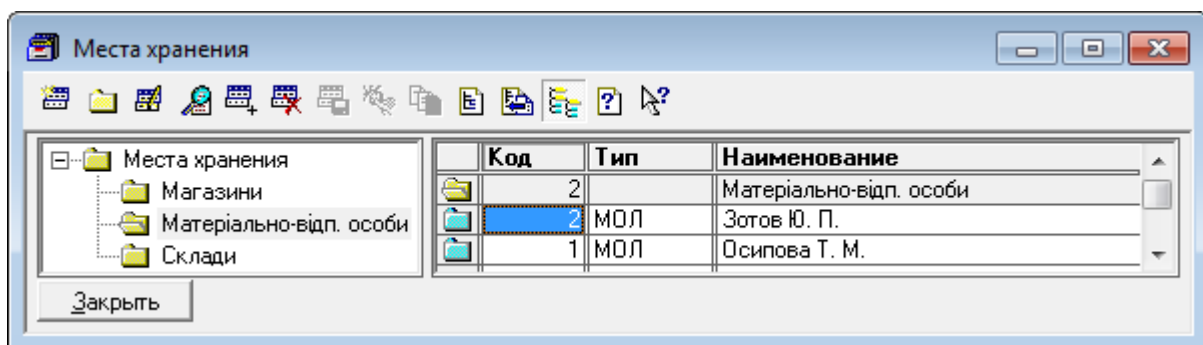 Места хранения
Места хранения
Магазини
Матеріально-відп. особи
Склади
Код Тип Наименование
2 Матеріально-відп. особи
2 МОЛ Зотов Ю. П.
1 МОЛ Осипова Т. М.
Закрыть